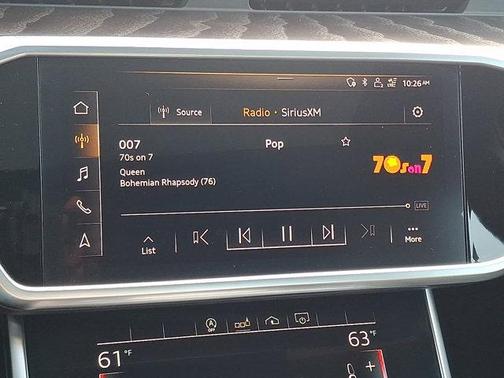 10:26 AM
Source
Radio • SiriusXM
007
Pop
70s on 7
70s on 7
Queen
Bohemian Rhapsody (76)
LIVE
List
More
OFF
61°F
63°F